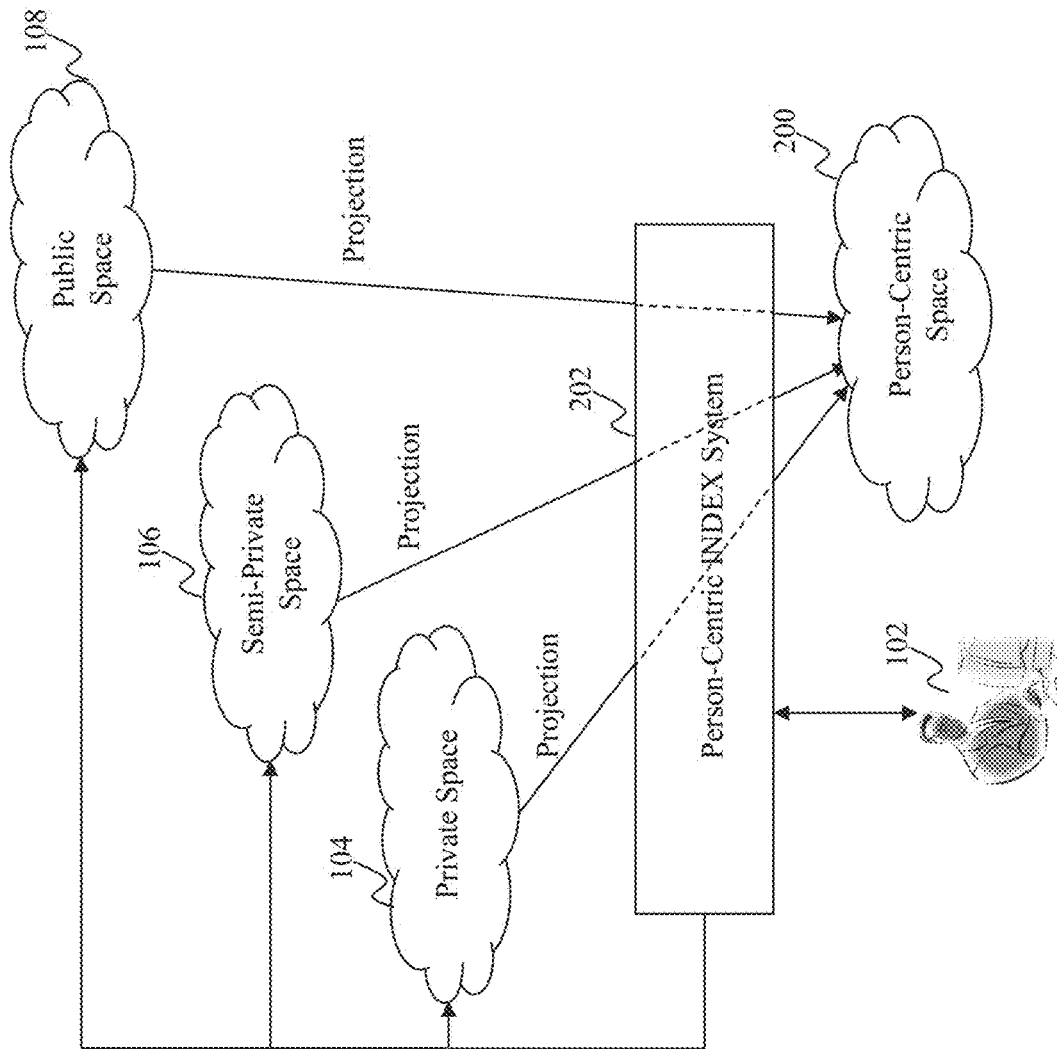 108
Public
Space
Projection
106
Semi-Private
Space
Projection
104
Private Space
Projection
202
Person-Centric INDEX System
200
Person-Centric
Space
102